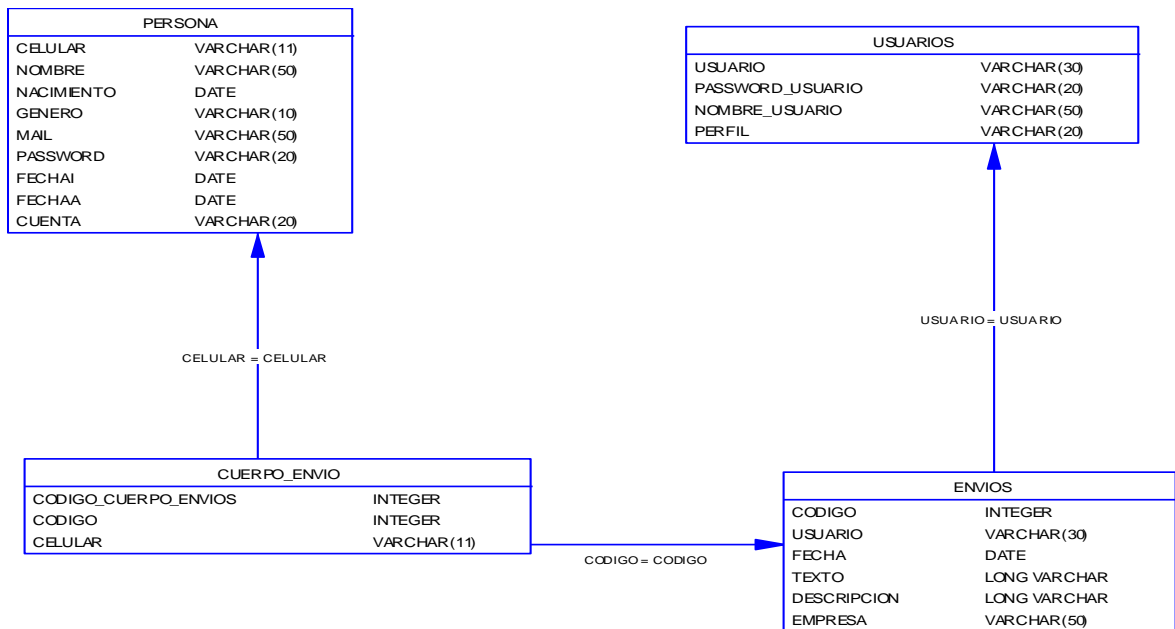 PERSONA
CELULAR VARCHAR(11)
NOMBRE VARCHAR(50)
NACIMIENTO DATE
GENERO VARCHAR(10)
MAIL VARCHAR(50)
PASSWORD VARCHAR(20)
FECHAI DATE
FECHAA DATE
CUENTA VARCHAR(20)
USUARIOS
USUARIO VARCHAR(30)
PASSWORD_USUARIO VARCHAR(20)
NOMBRE_USUARIO VARCHAR(50)
PERFIL VARCHAR(20)
USUARIO = USUARIO
CELULAR = CELULAR
CUERPO_ENVIO
CODIGO_CUERPO_ENVIOS INTEGER
CODIGO INTEGER
CELULAR VARCHAR(11)
CODIGO = CODIGO
ENVIOS
CODIGO INTEGER
USUARIO VARCHAR(30)
FECHA DATE
TEXTO LONG VARCHAR
DESCRIPCION LONG VARCHAR
EMPRESA VARCHAR(50)